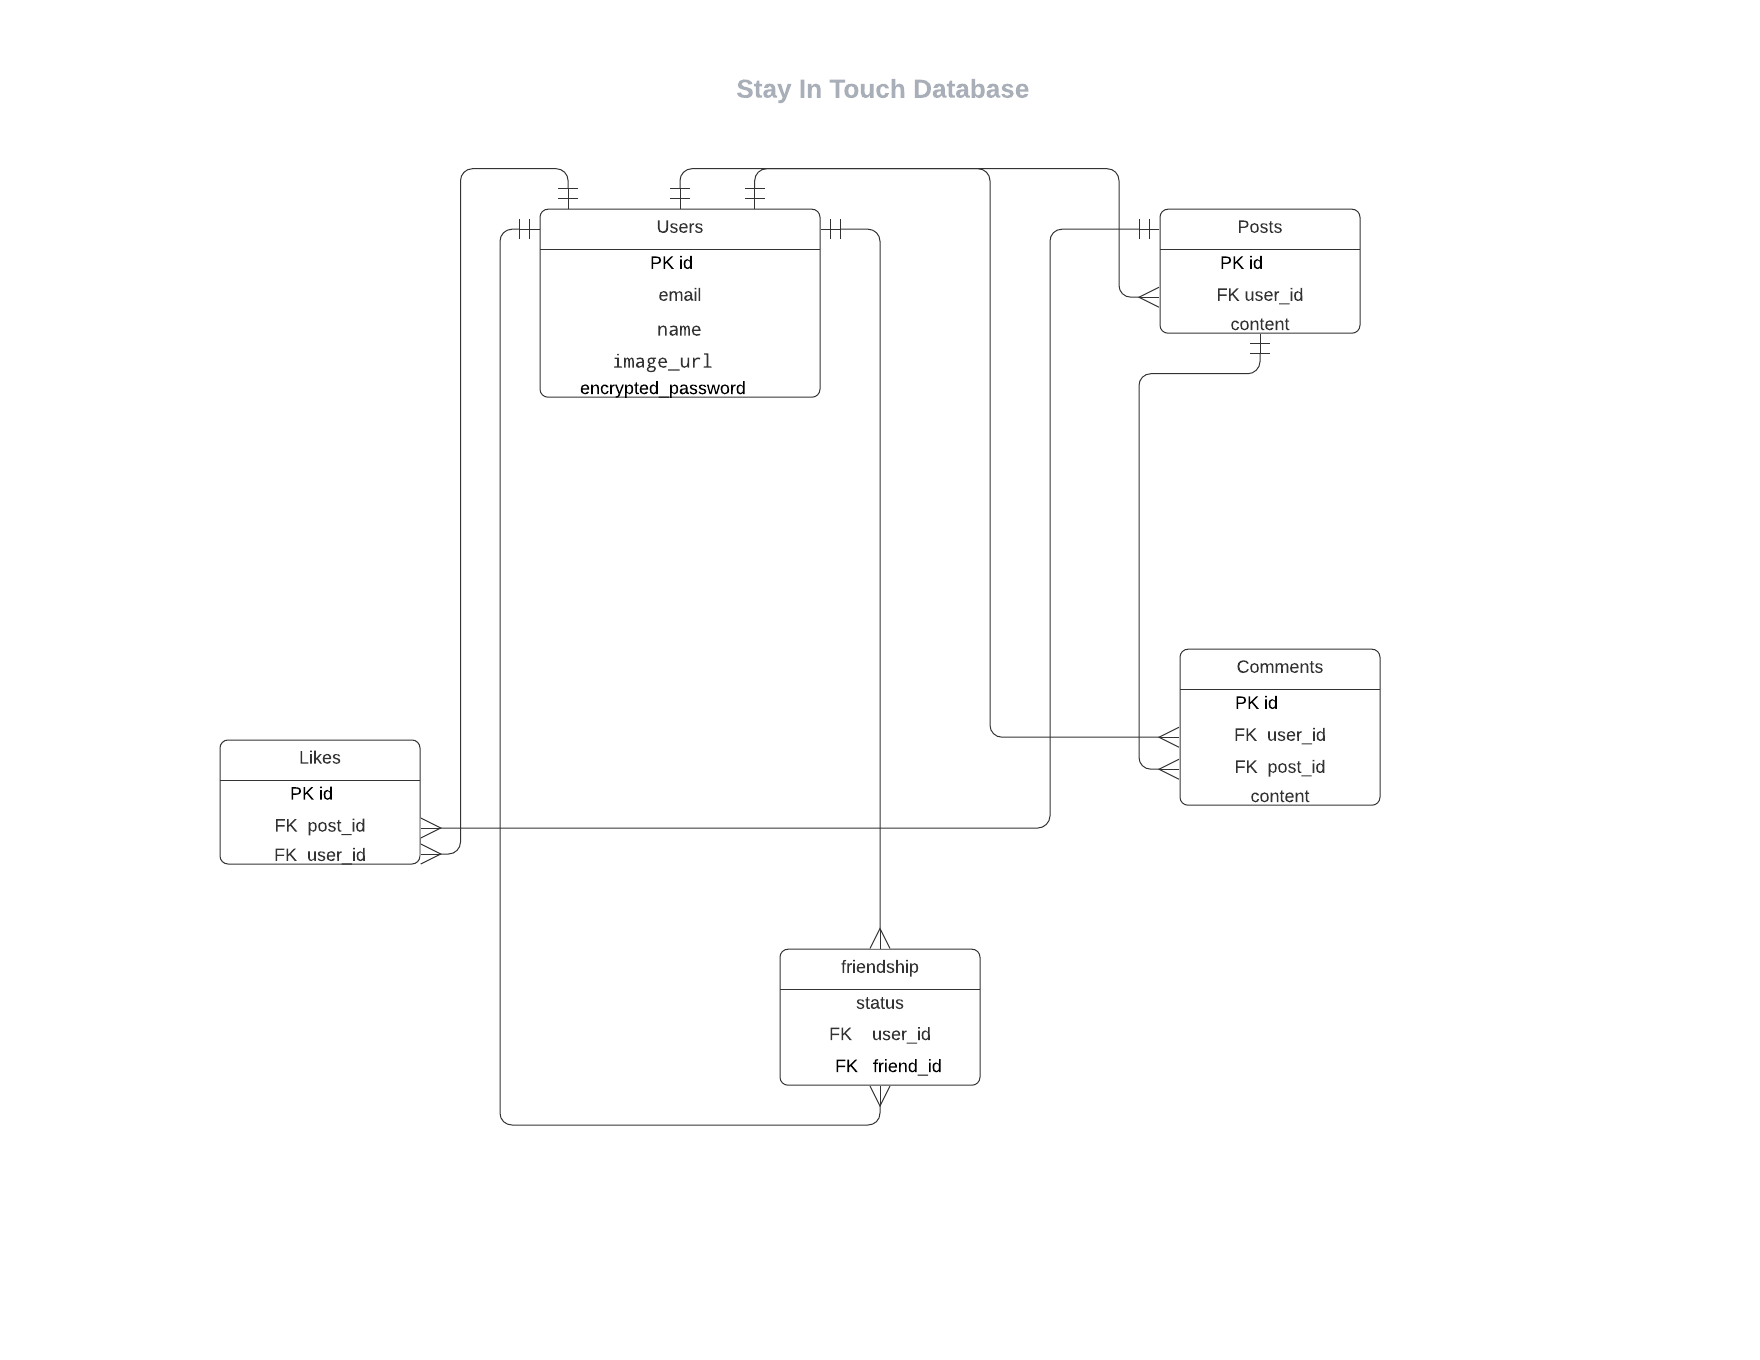 Stay In Touch Database
Users
PK id
email
name
image_url
encrypted_password
Posts
PK id
FK user_id
content
Comments
PK id
FK user_id
FK post_id
content
Likes
PK id
FK post_id
FK user_id
friendship
status
FK user_id
FK friend_id